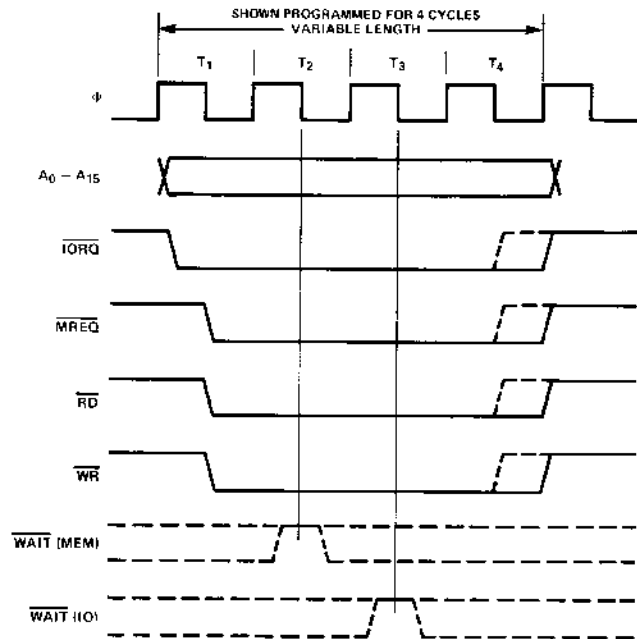 SHOWN PROGRAMMED FOR 4 CYCLES
VARIABLE LENGTH
T1 T2 T3 T4
Φ
A0 – A15
IORQ
MREQ
RD
WR
WAIT (MEM)
WAIT (IO)